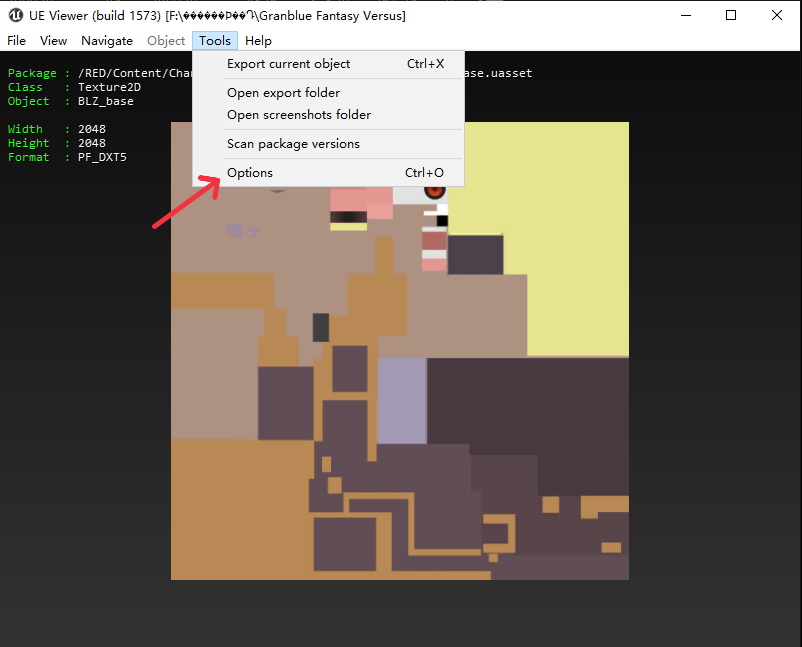 UE Viewer (build 1573) [F:\������Þ��Ղ\Granblue Fantasy Versus]
File View Navigate Object Tools Help
Export current object Ctrl+X
Open export folder
Open screenshots folder
Scan package versions
Options Ctrl+O
Package : /RED/Content/Cha ase.uasset
Class : Texture2D
Object : BLZ_base
Width : 2048
Height : 2048
Format : PF_DXT5